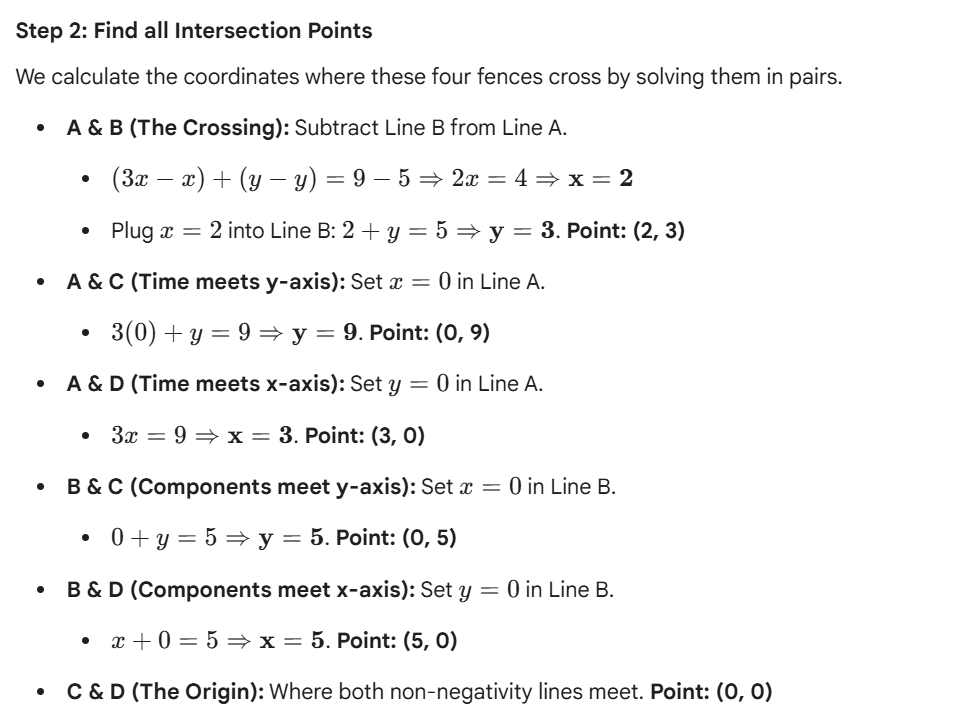 Step 2: Find all Intersection Points
We calculate the coordinates where these four fences cross by solving them in pairs.
• A & B (The Crossing): Subtract Line B from Line A.
• (3x − x) + (y − y) = 9 − 5 ⇒ 2x = 4 ⇒ x = 2
• Plug x = 2 into Line B: 2 + y = 5 ⇒ y = 3. Point: (2, 3)
• A & C (Time meets y-axis): Set x = 0 in Line A.
• 3(0) + y = 9 ⇒ y = 9. Point: (0, 9)
• A & D (Time meets x-axis): Set y = 0 in Line A.
• 3x = 9 ⇒ x = 3. Point: (3, 0)
• B & C (Components meet y-axis): Set x = 0 in Line B.
• 0 + y = 5 ⇒ y = 5. Point: (0, 5)
• B & D (Components meet x-axis): Set y = 0 in Line B.
• x + 0 = 5 ⇒ x = 5. Point: (5, 0)
• C & D (The Origin): Where both non-negativity lines meet. Point: (0, 0)